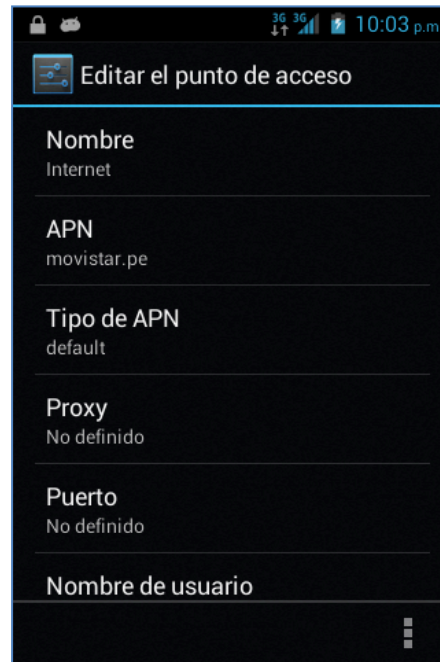 3G 3G 10:03 p.m
Editar el punto de acceso
Nombre
Internet
APN
movistar.pe
Tipo de APN
default
Proxy
No definido
Puerto
No definido
Nombre de usuario